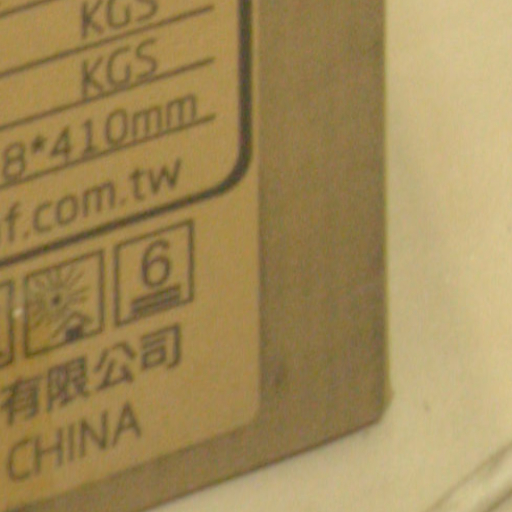 KGS
KGS
8*410mm
f.com.tw
6
有限公司
CHINA